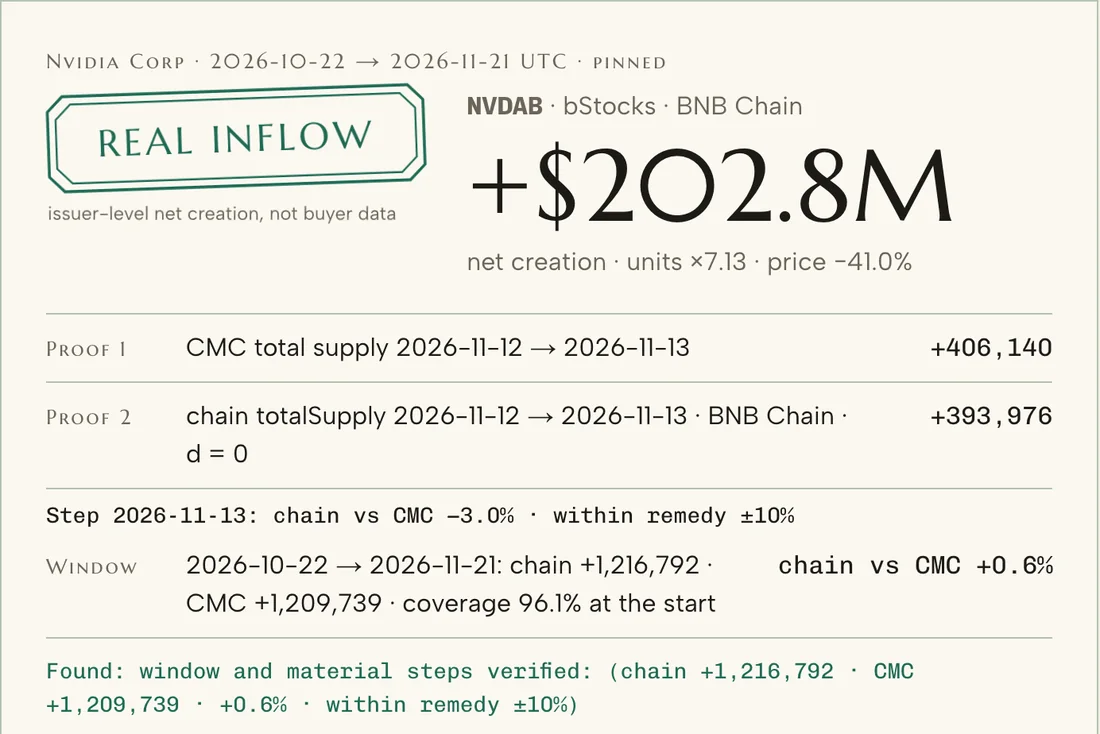 Nvidia Corp · 2026-10-22 → 2026-11-21 UTC · pinned
REAL INFLOW
issuer-level net creation, not buyer data
NVDAB · bStocks · BNB Chain
+$202.8M
net creation · units ×7.13 · price −41.0%
Proof 1 CMC total supply 2026-11-12 → 2026-11-13 +406,140
Proof 2 chain totalSupply 2026-11-12 → 2026-11-13 · BNB Chain · +393,976
d = 0
Step 2026-11-13: chain vs CMC −3.0% · within remedy ±10%
Window 2026-10-22 → 2026-11-21: chain +1,216,792 · chain vs CMC +0.6%
CMC +1,209,739 · coverage 96.1% at the start
Found: window and material steps verified: (chain +1,216,792 · CMC
+1,209,739 · +0.6% · within remedy ±10%)